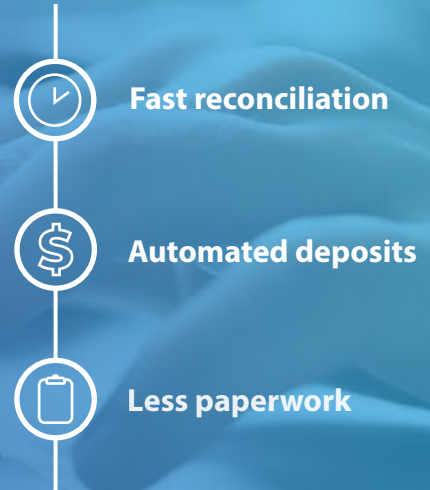 Fast reconciliation
$
Automated deposits
Less paperwork